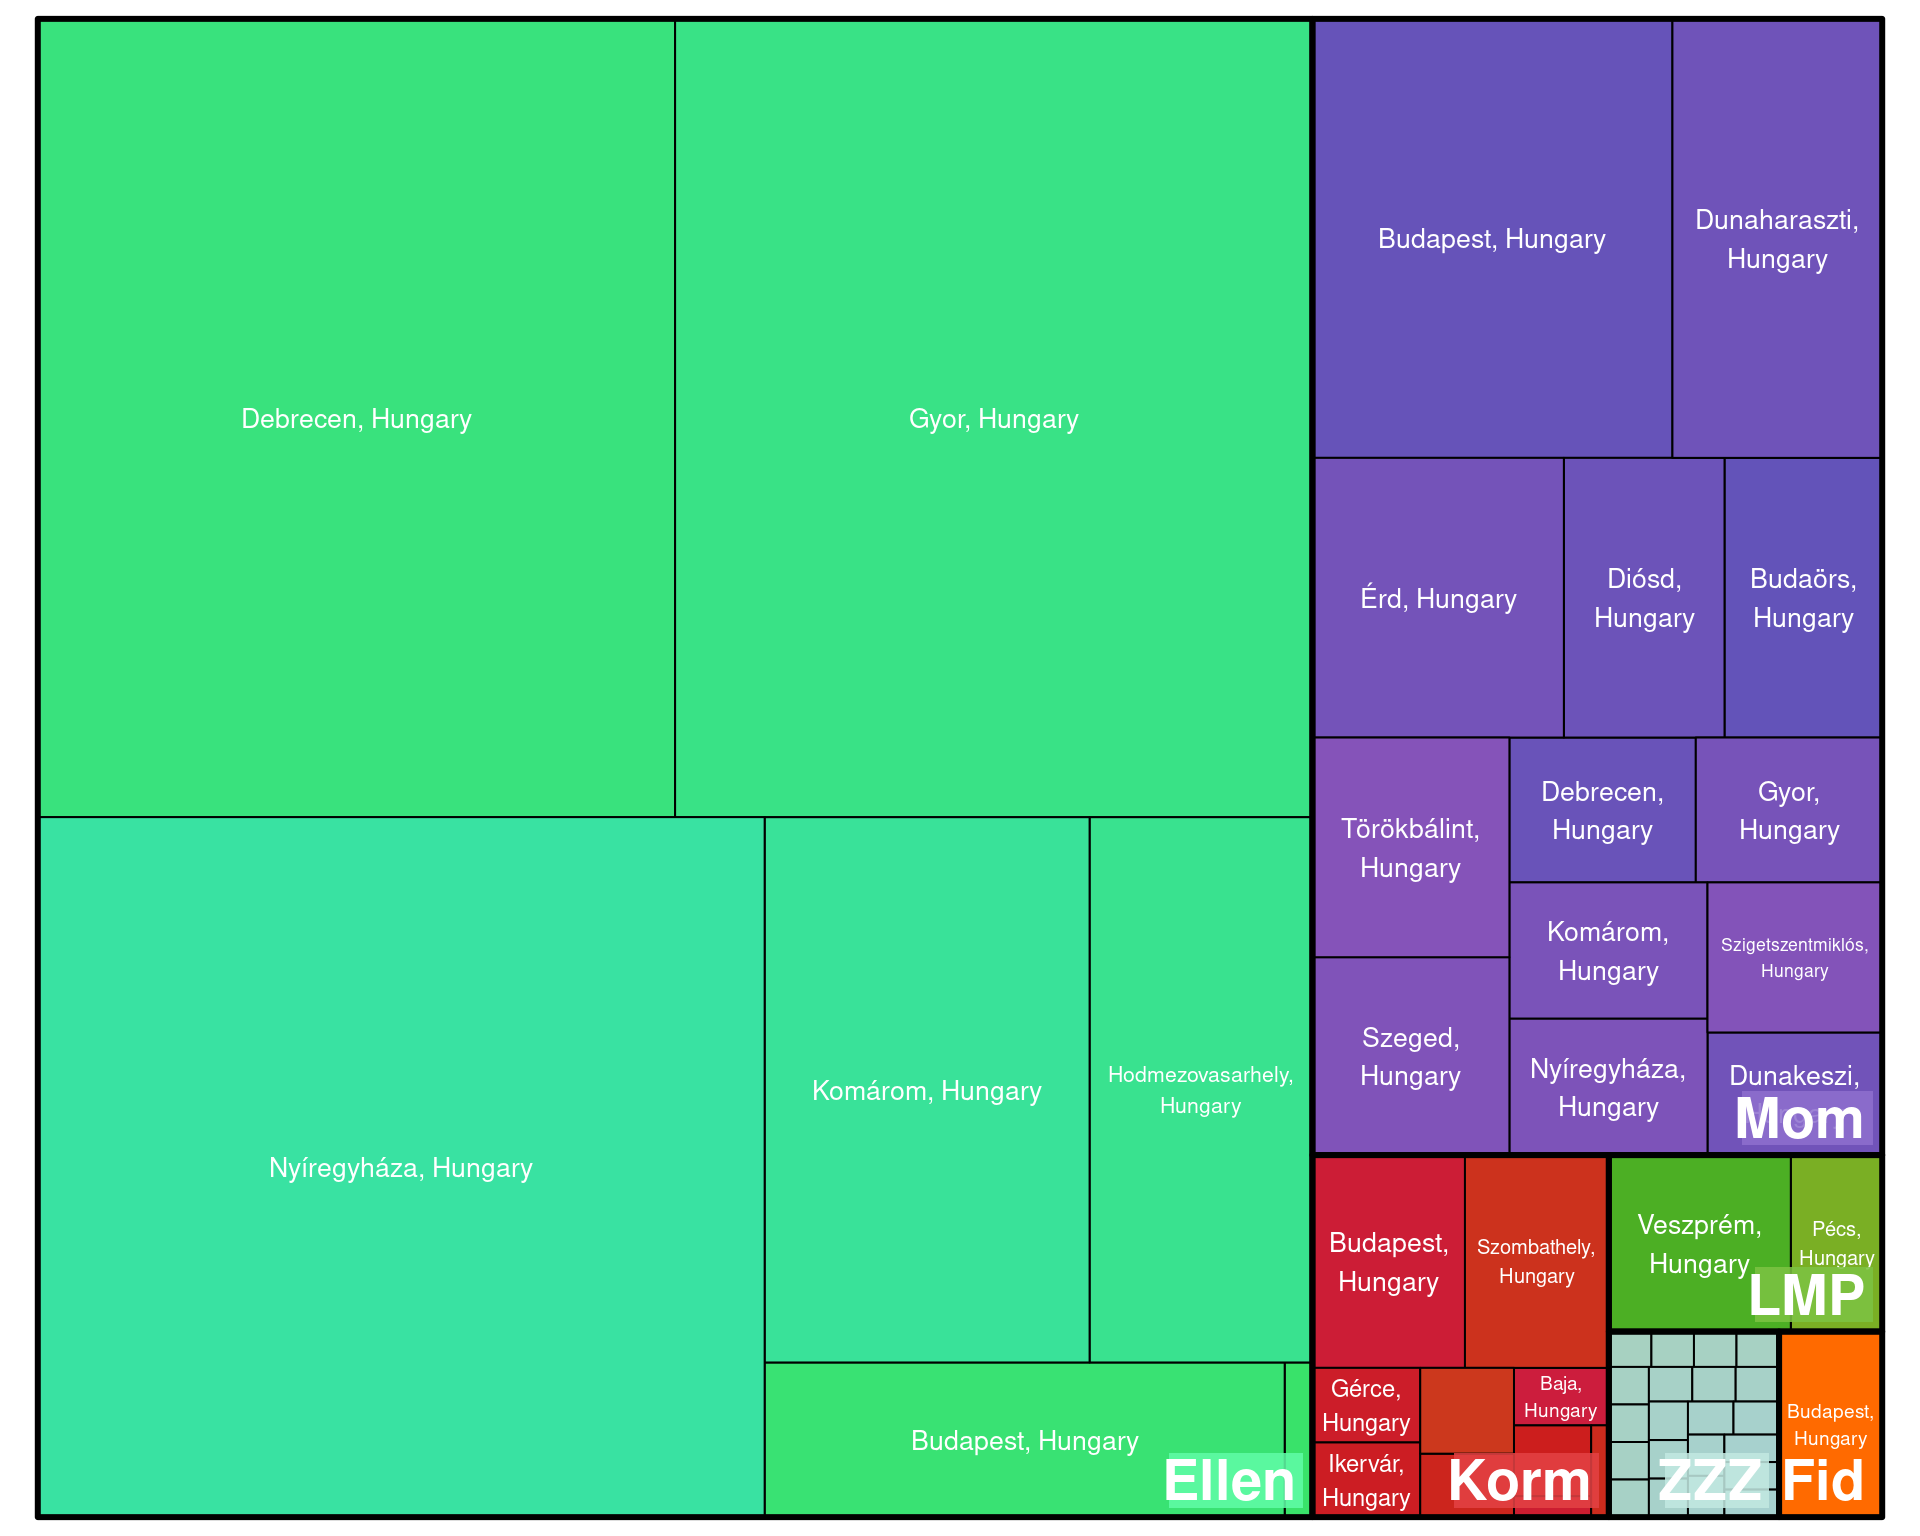 Debrecen, Hungary
Gyor, Hungary
Nyíregyháza, Hungary
Komárom, Hungary
Hodmezovasarhely,
Hungary
Budapest, Hungary
Ellen
Budapest, Hungary
Dunaharaszti,
Hungary
Érd, Hungary
Diósd,
Hungary
Budaörs,
Hungary
Törökbálint,
Hungary
Debrecen,
Hungary
Gyor,
Hungary
Komárom,
Hungary
Szigetszentmiklós,
Hungary
Szeged,
Hungary
Nyíregyháza,
Hungary
Dunakeszi,
Mom
Budapest,
Hungary
Szombathely,
Hungary
Gérce,
Hungary
Baja,
Hungary
Ikervár,
Hungary
Korm
Veszprém,
Hungary
Pécs,
Hungary
LMP
ZZZ
Budapest,
Hungary
Fid